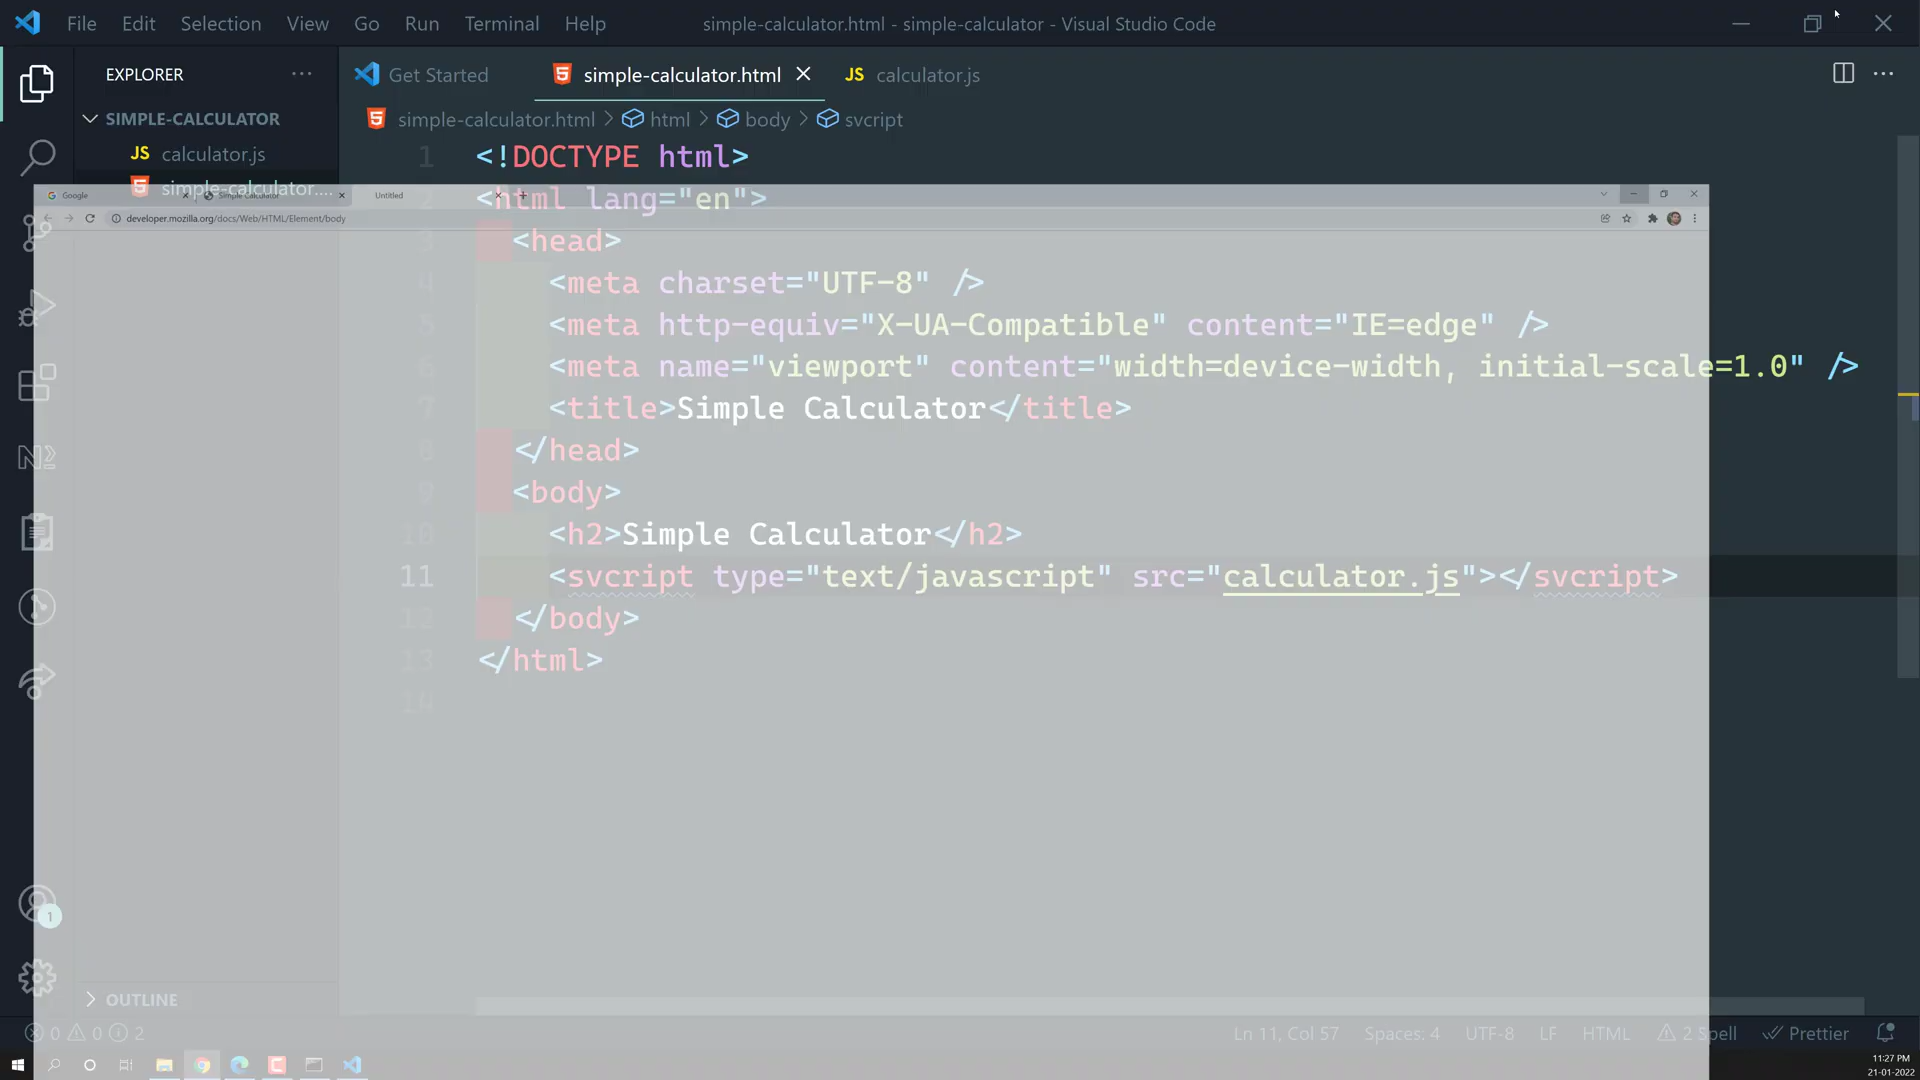 File Edit Selection View Go Run Terminal Help simple-calculator.html - simple-calculator - Visual Studio Code
EXPLORER ···
Get Started simple-calculator.html JS calculator.js
SIMPLE-CALCULATOR
simple-calculator.html > html > body > svcript
JS calculator.js
simple-calculator....
Google Simple Calculator Untitled
developer.mozilla.org/docs/Web/HTML/Element/body
1 <!DOCTYPE html>
2 <html lang="en">
3 <head>
4 <meta charset="UTF-8" />
5 <meta http-equiv="X-UA-Compatible" content="IE=edge" />
6 <meta name="viewport" content="width=device-width, initial-scale=1.0" />
7 <title>Simple Calculator</title>
8 </head>
9 <body>
10 <h2>Simple Calculator</h2>
11 <svcript type="text/javascript" src="calculator.js"></svcript>
12 </body>
13 </html>
14
1
OUTLINE
0 0 2 Ln 11, Col 57 Spaces: 4 UTF-8 LF HTML 2 Spell Prettier
11:27 PM
21-01-2022